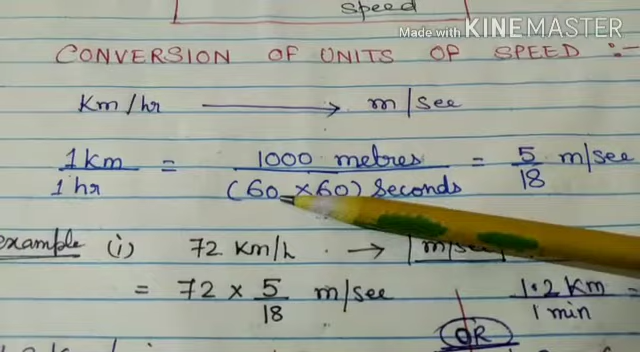 speed
Made with KINEMASTER
CONVERSION OF UNITS OF SPEED :-
Km/hr → m/sec
1 km / 1 hr = 1000 metres / (60 × 60) Seconds = 5/18 m/sec
example (i) 72 Km/h → m/sec
= 72 × 5/18 m/sec 1.2 Km / 1 min =
OR